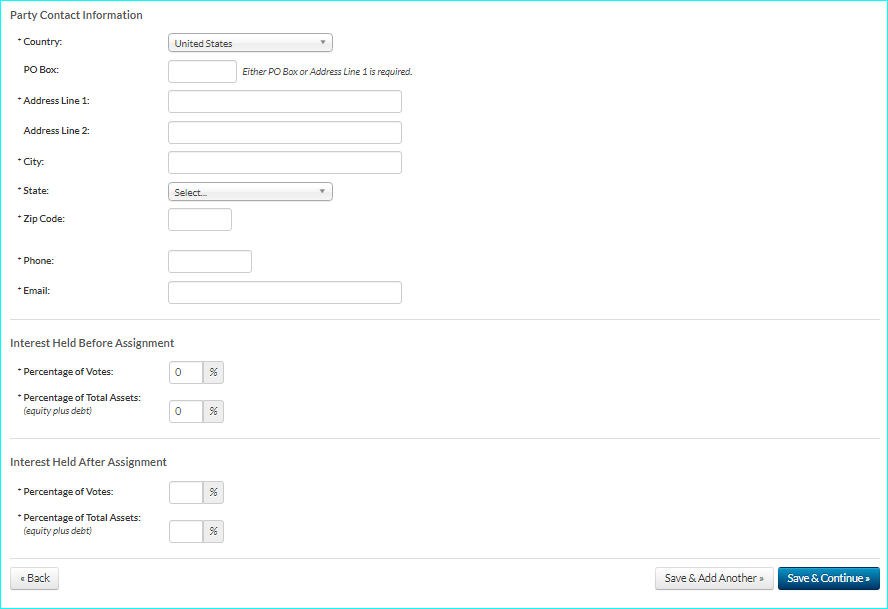 Party Contact Information
* Country:
United States
PO Box:
Either PO Box or Address Line 1 is required.
* Address Line 1:
Address Line 2:
* City:
* State:
Select...
* Zip Code:
* Phone:
* Email:
Interest Held Before Assignment
* Percentage of Votes:
0 %
* Percentage of Total Assets:
(equity plus debt)
0 %
Interest Held After Assignment
* Percentage of Votes:
%
* Percentage of Total Assets:
(equity plus debt)
%
« Back
Save & Add Another »
Save & Continue »